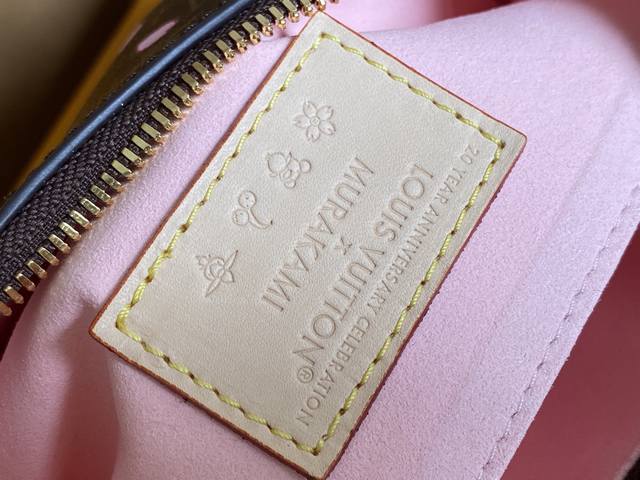 20 YEAR ANNIVERSARY CELEBRATION
LOUIS VUITTON®
X
MURAKAMI